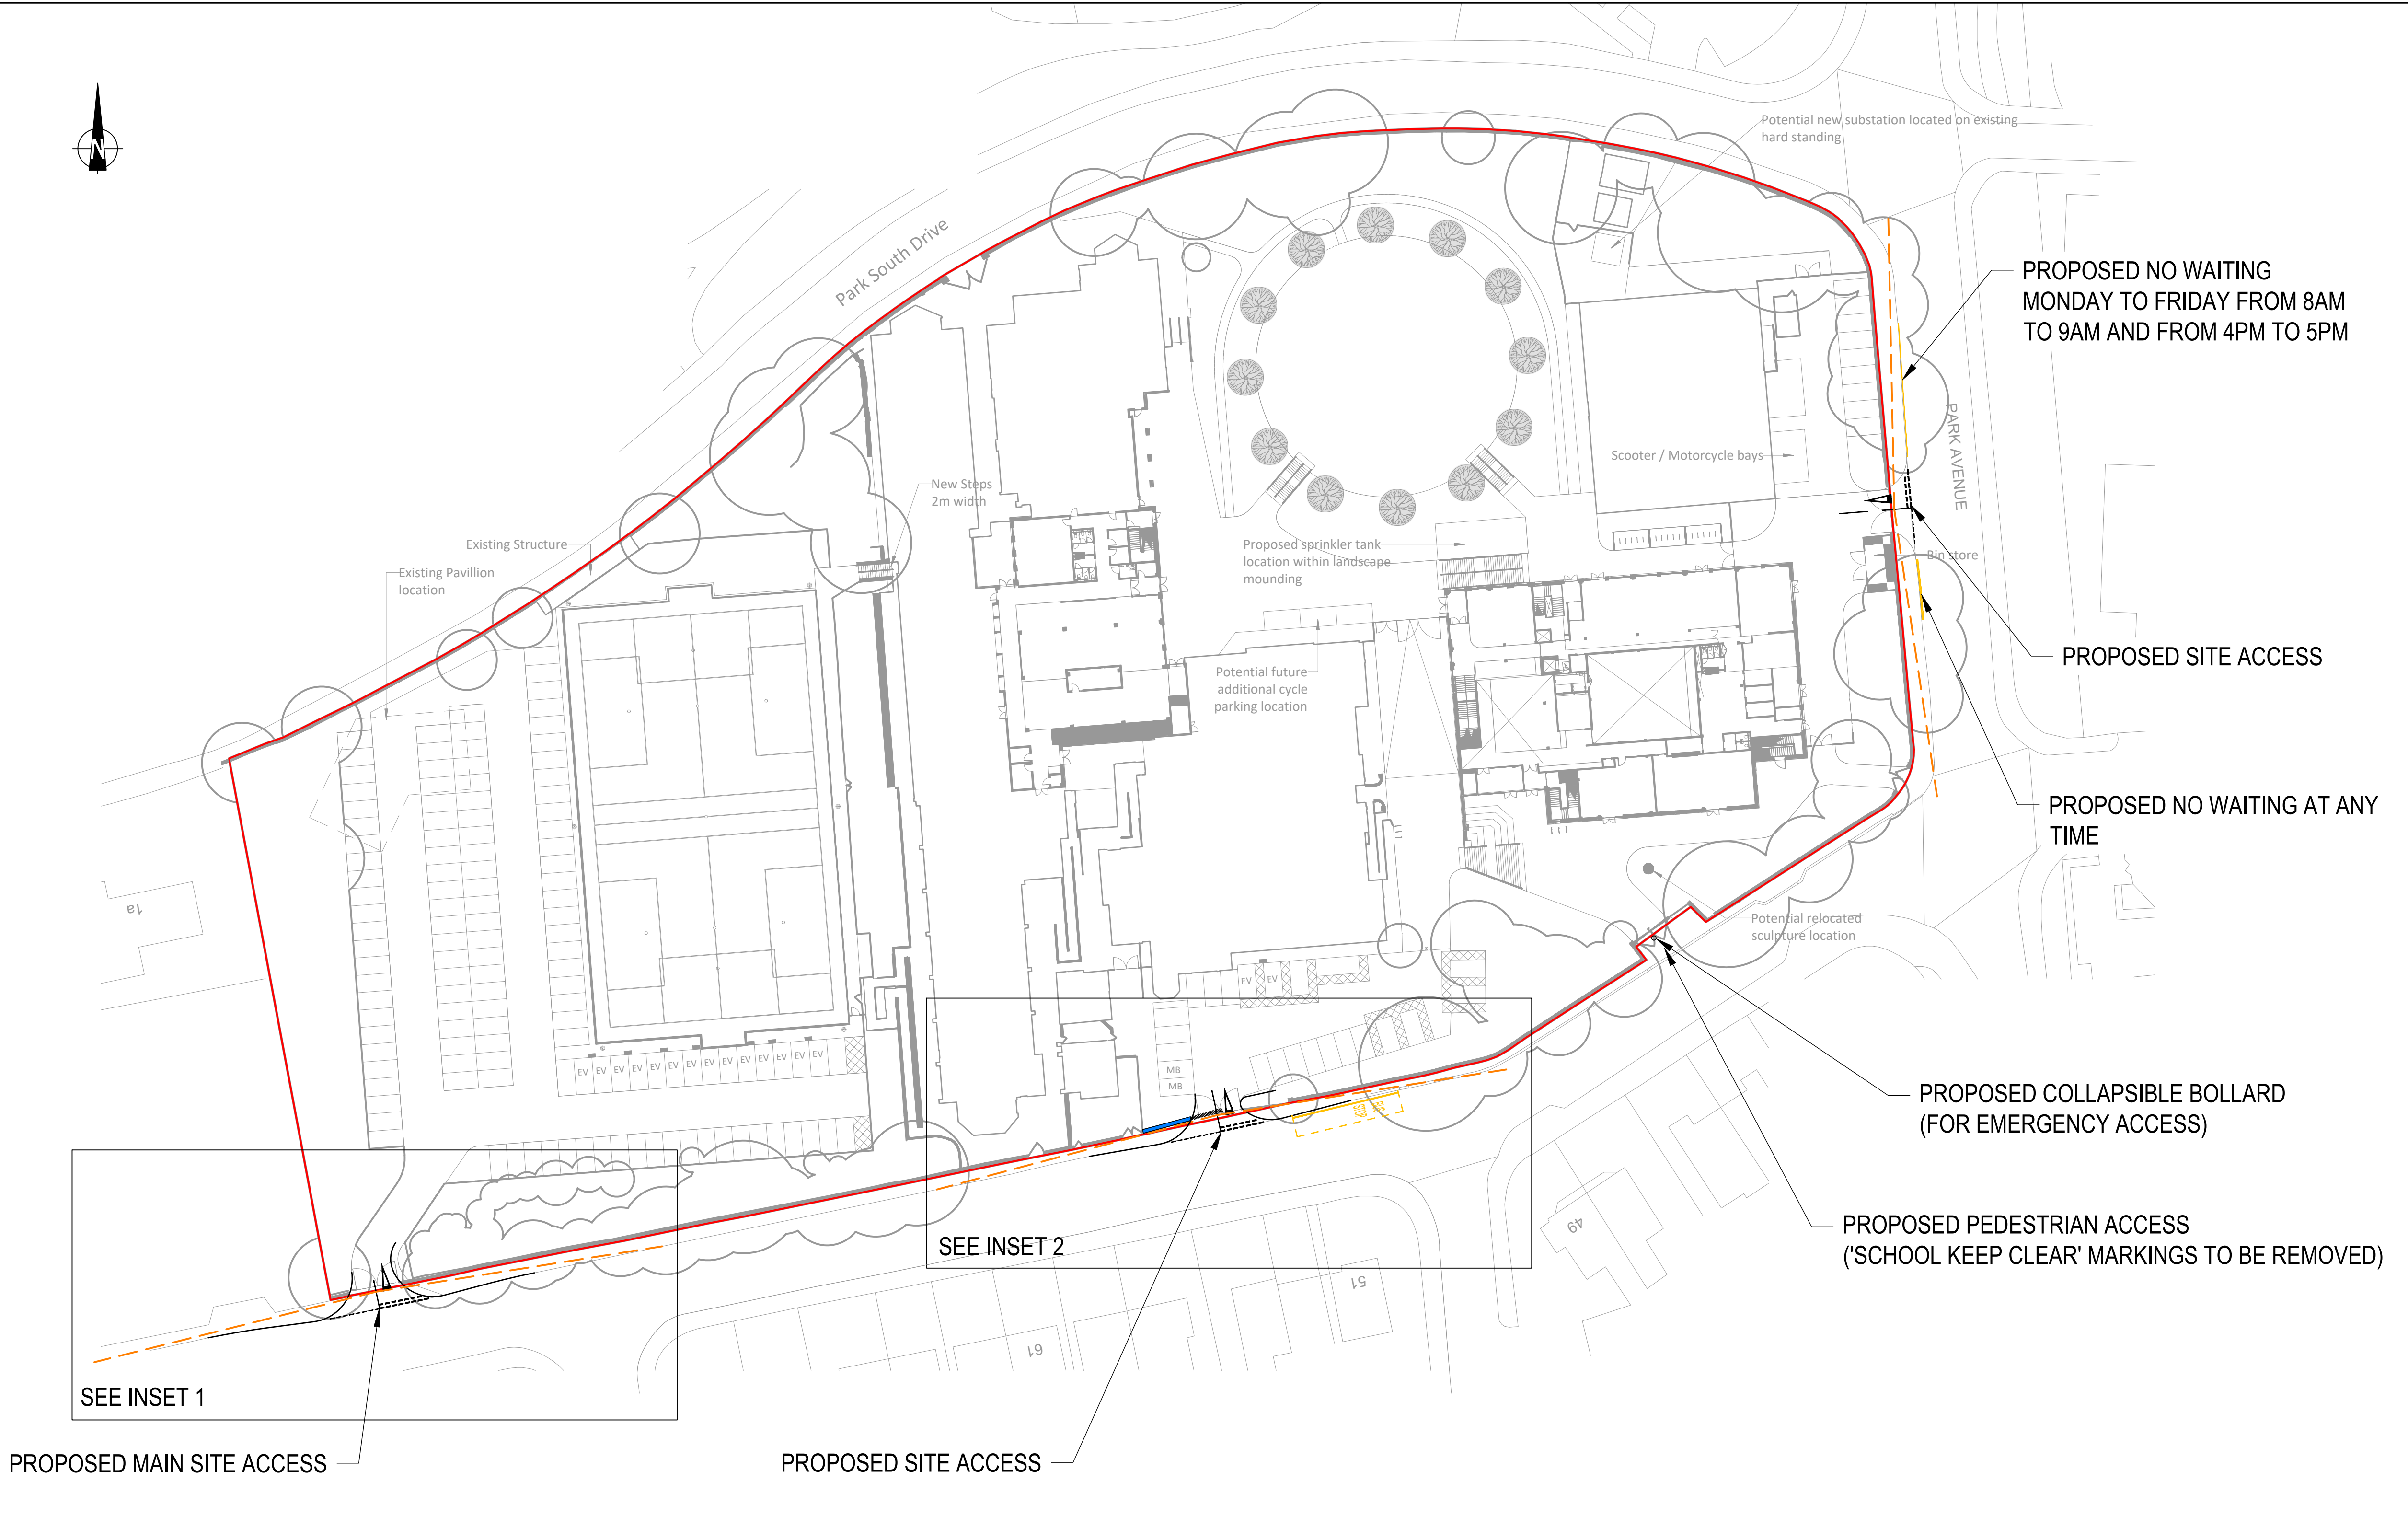 N
Potential new substation located on existing
hard standing
Park South Drive
PROPOSED NO WAITING
MONDAY TO FRIDAY FROM 8AM
TO 9AM AND FROM 4PM TO 5PM
PARK AVENUE
Scooter / Motorcycle bays
New Steps
2m width
Existing Structure
Existing Pavillion
location
Proposed sprinkler tank
location within landscape
mounding
Bin store
PROPOSED SITE ACCESS
Potential future
additional cycle
parking location
PROPOSED NO WAITING AT ANY
TIME
1a
Potential relocated
sculpture location
EV EV
EV EV EV EV EV EV EV EV EV EV EV EV EV EV
MB
MB
BUS
STOP
PROPOSED COLLAPSIBLE BOLLARD
(FOR EMERGENCY ACCESS)
PROPOSED PEDESTRIAN ACCESS
('SCHOOL KEEP CLEAR' MARKINGS TO BE REMOVED)
49
SEE INSET 2
51
61
SEE INSET 1
PROPOSED MAIN SITE ACCESS
PROPOSED SITE ACCESS